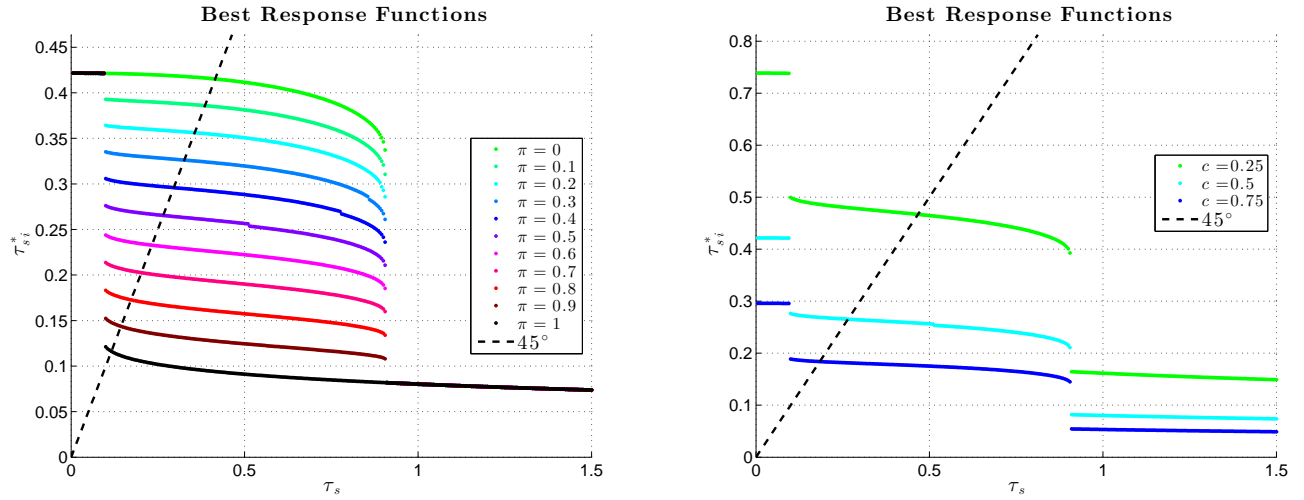 Best Response Functions
0.45
0.4
0.35
0.3
0.25
0.2
0.15
0.1
0.05
0
τ*si
0
0.5
1
1.5
τs
π = 0
π = 0.1
π = 0.2
π = 0.3
π = 0.4
π = 0.5
π = 0.6
π = 0.7
π = 0.8
π = 0.9
π = 1
45°
Best Response Functions
0.8
0.7
0.6
0.5
0.4
0.3
0.2
0.1
0
τ*si
0
0.5
1
1.5
τs
c =0.25
c =0.5
c =0.75
45°